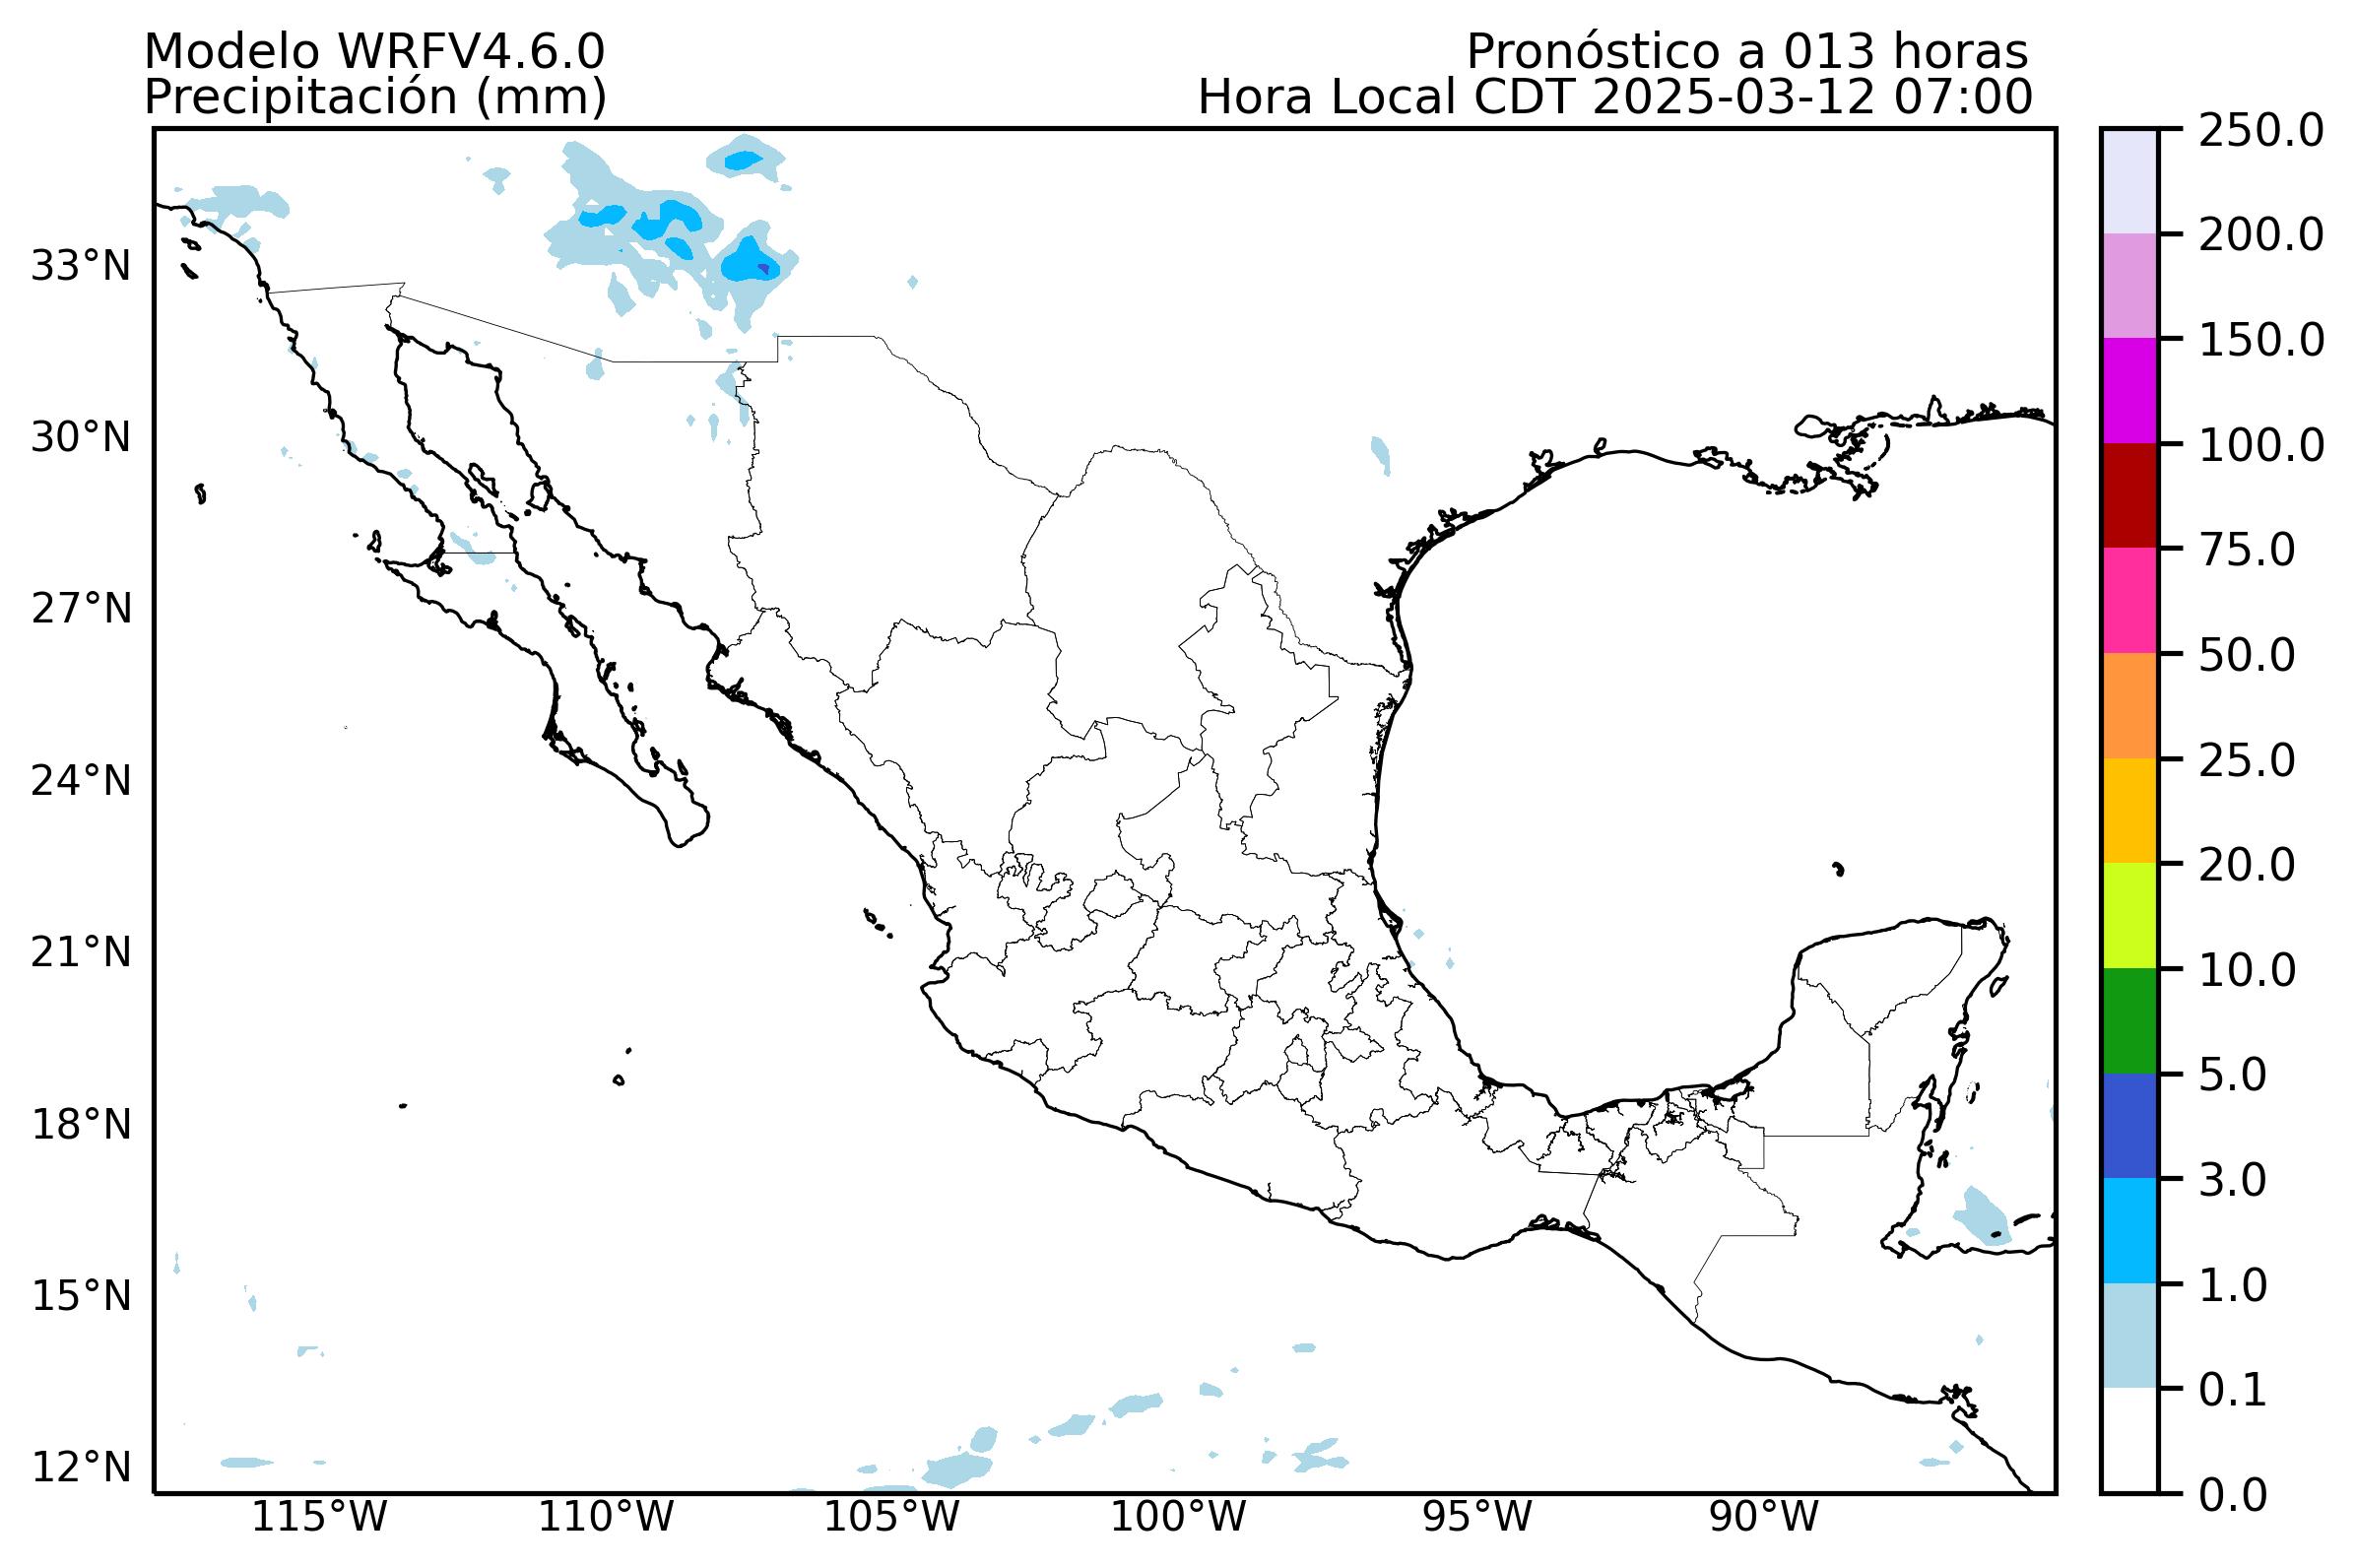 Modelo WRFV4.6.0
Pronóstico a 013 horas
Precipitación (mm)
Hora Local CDT 2025-03-12 07:00
250.0
200.0
150.0
100.0
75.0
50.0
25.0
20.0
10.0
5.0
3.0
1.0
0.1
0.0
33°N
30°N
27°N
24°N
21°N
18°N
15°N
12°N
115°W
110°W
105°W
100°W
95°W
90°W